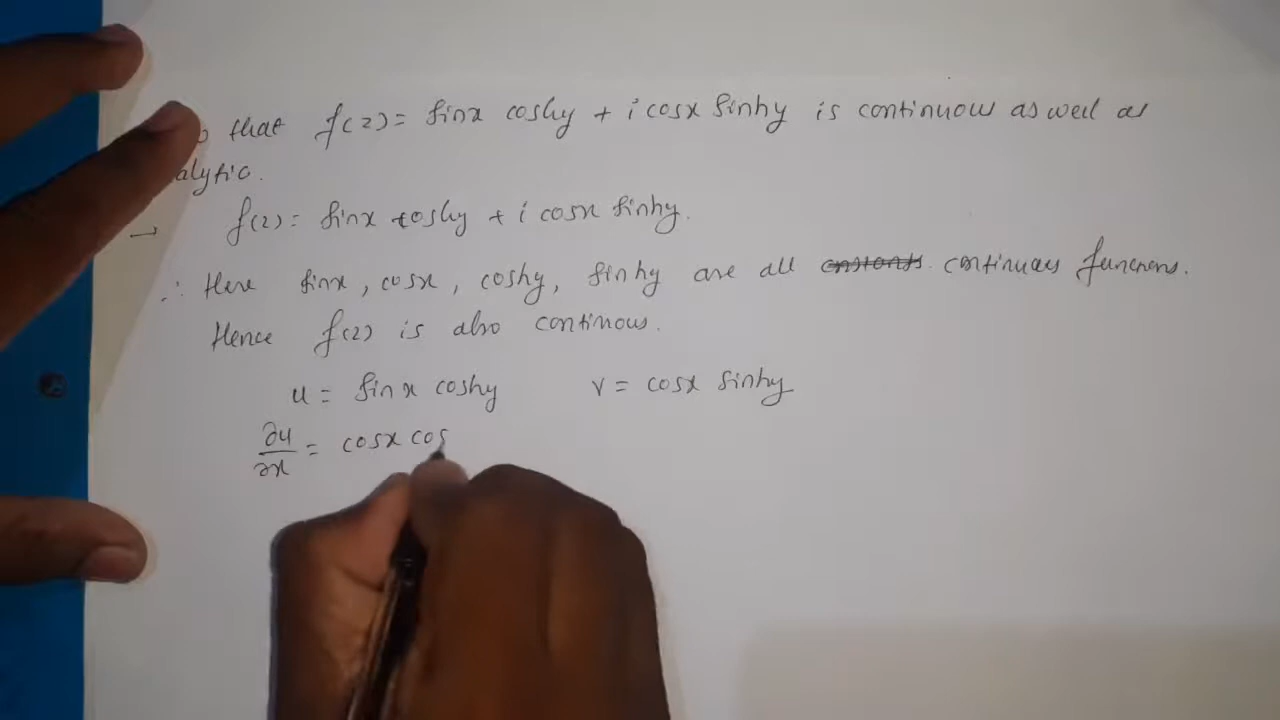 that f(z) = sinx coshy + i cosx sinhy is continuous as well as
alytic.
→ f(z) = sinx coshy + i cosx sinhy.
∴ Here sinx, cosx, coshy, sinhy are all continuous functions.
Hence f(z) is also continous.
u = sinx coshy v = cosx sinhy
∂u/∂x = cosx cos